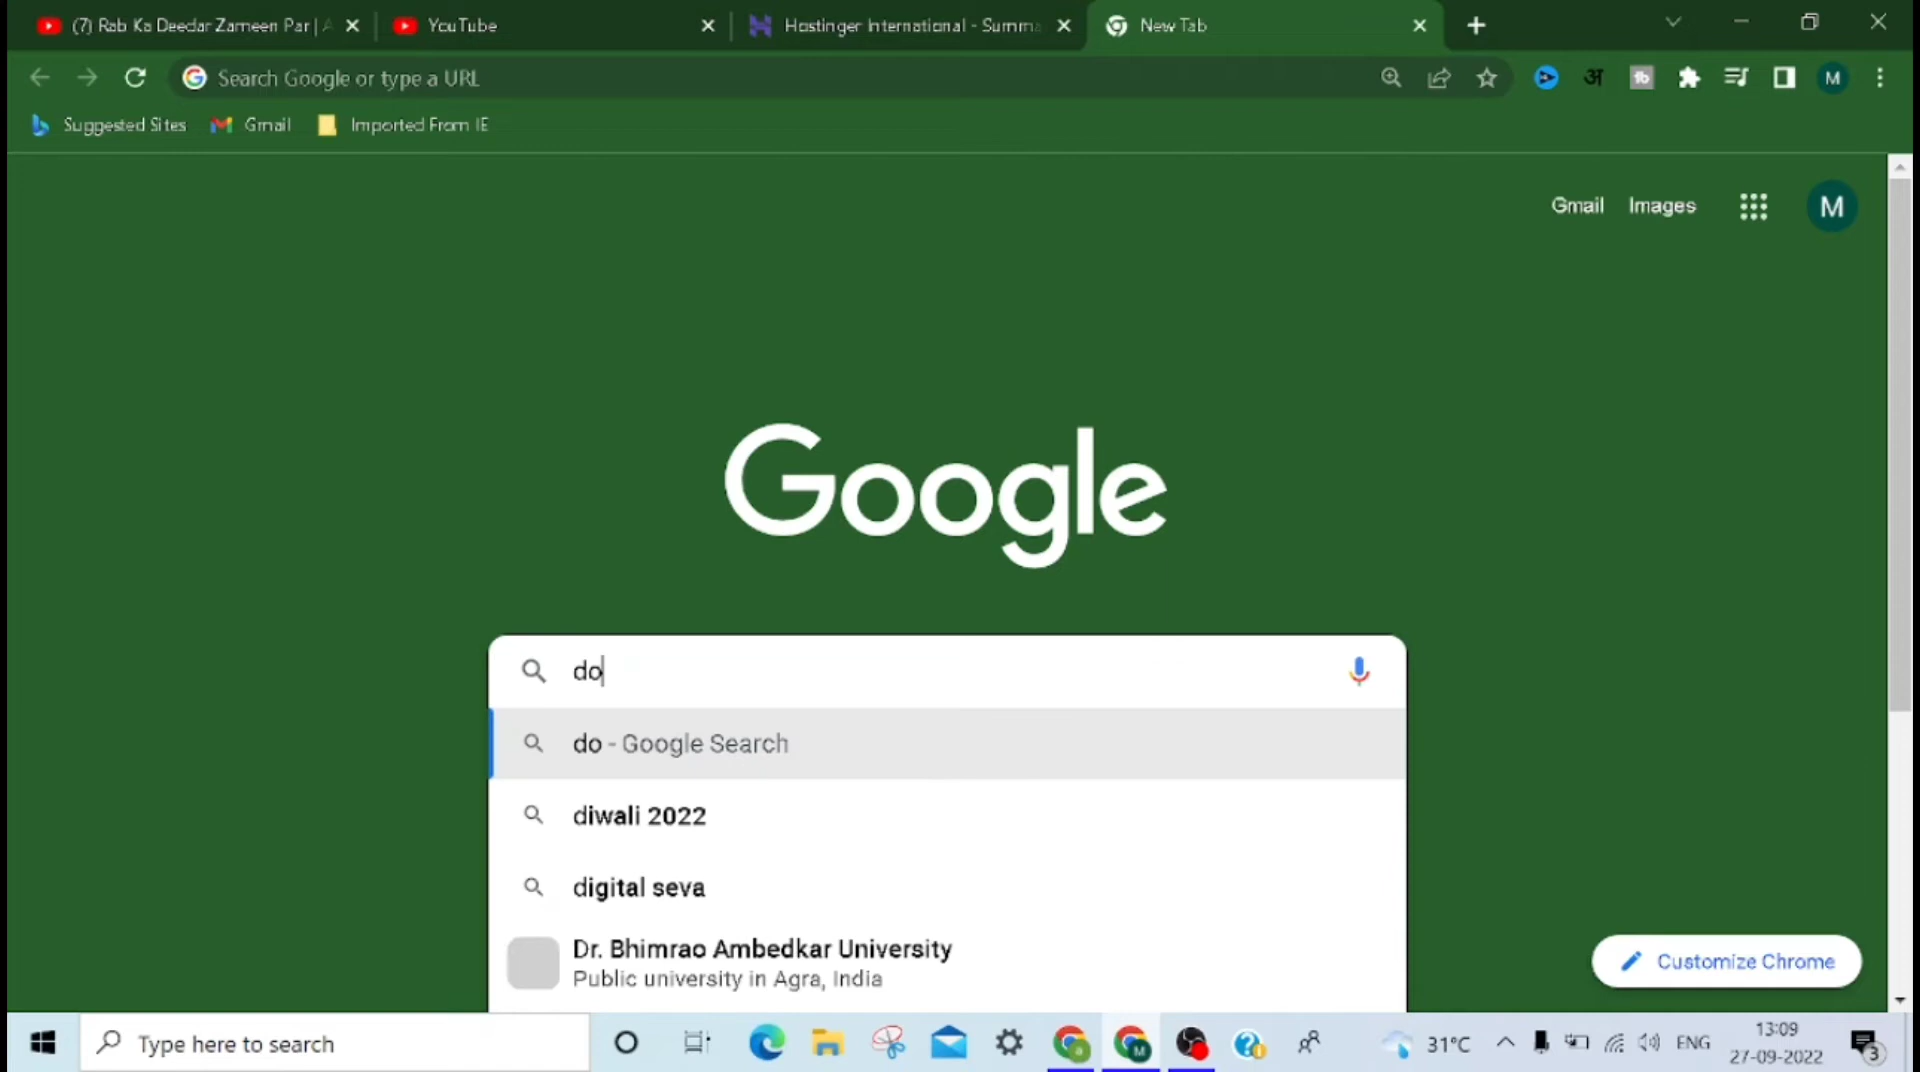 (7) Rab Ka Deedar Zameen Par | A
YouTube
Hostinger International - Summa
New Tab
Search Google or type a URL
अ
tb
M
Suggested Sites
Gmail
Imported From IE
Gmail
Images
M
Google
do
do - Google Search
diwali 2022
digital seva
Dr. Bhimrao Ambedkar University
Public university in Agra, India
Customize Chrome
Type here to search
a
M
31°C
ENG
13:09
27-09-2022
3